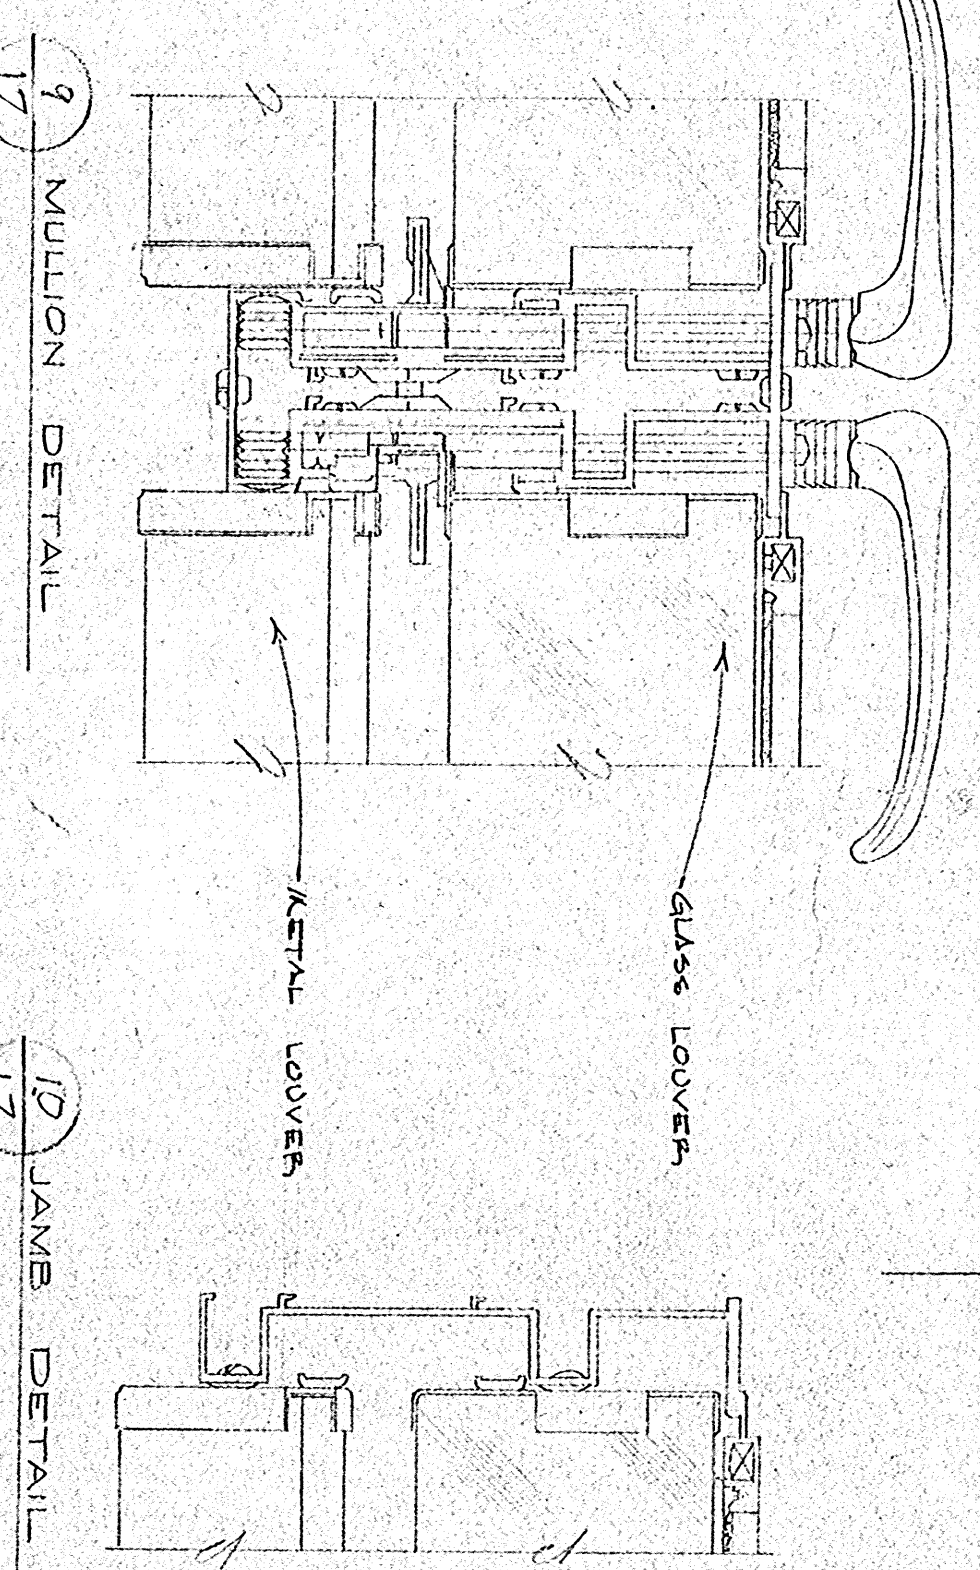 GLASS LOUVER
METAL LOUVER
9
17
MULLION DETAIL
10
17
JAMB DETAIL